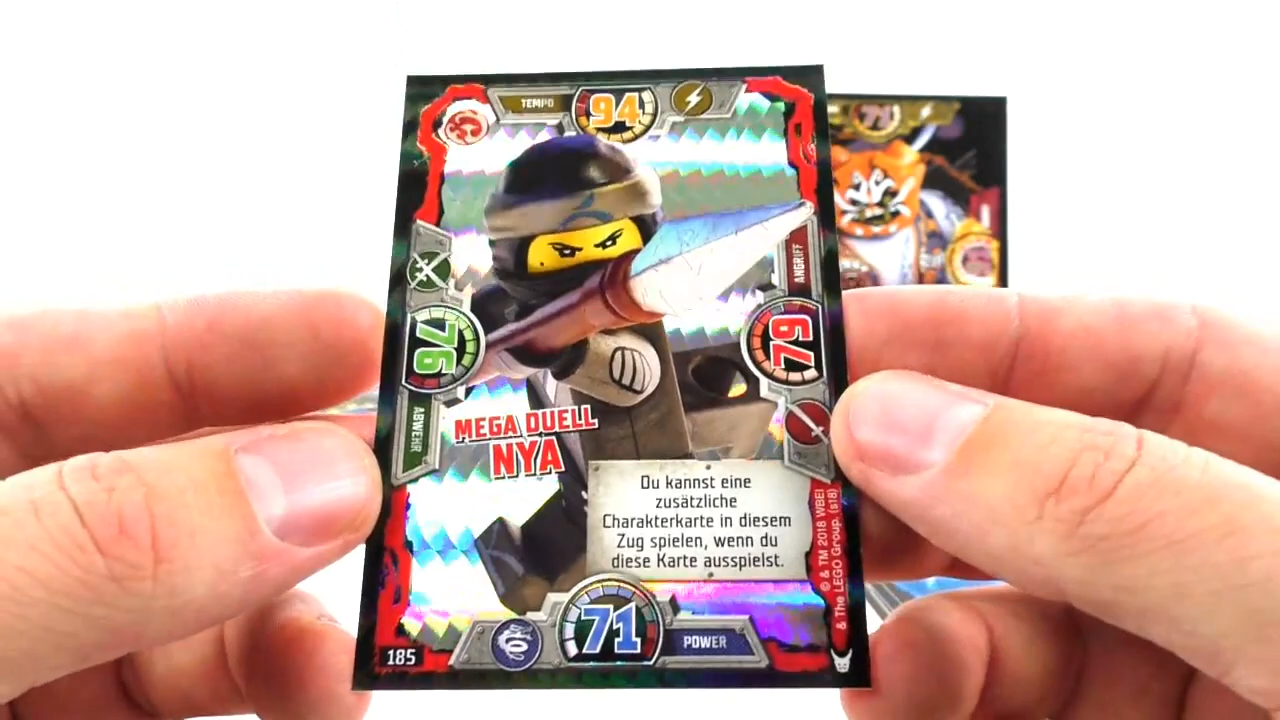 TEMPO
94
76
ABWEHR
ANGRIFF
79
MEGA DUELL
NYA
Du kannst eine
zusätzliche
Charakterkarte in diesem
Zug spielen, wenn du
diese Karte ausspielst.
© & TM 2018 WBEI
& The LEGO Group. (s18)
71
POWER
185
71